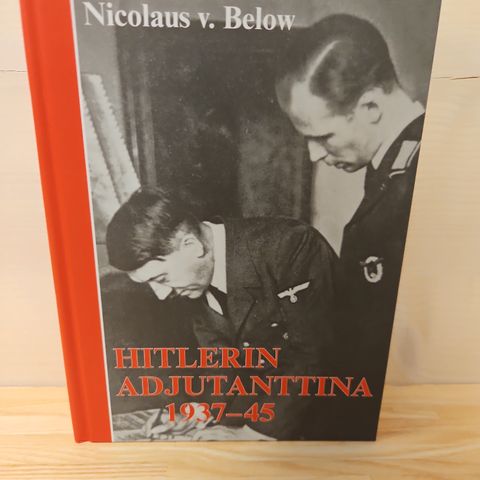 Nicolaus v. Below
HITLERIN
ADJUTANTTINA
1937–45